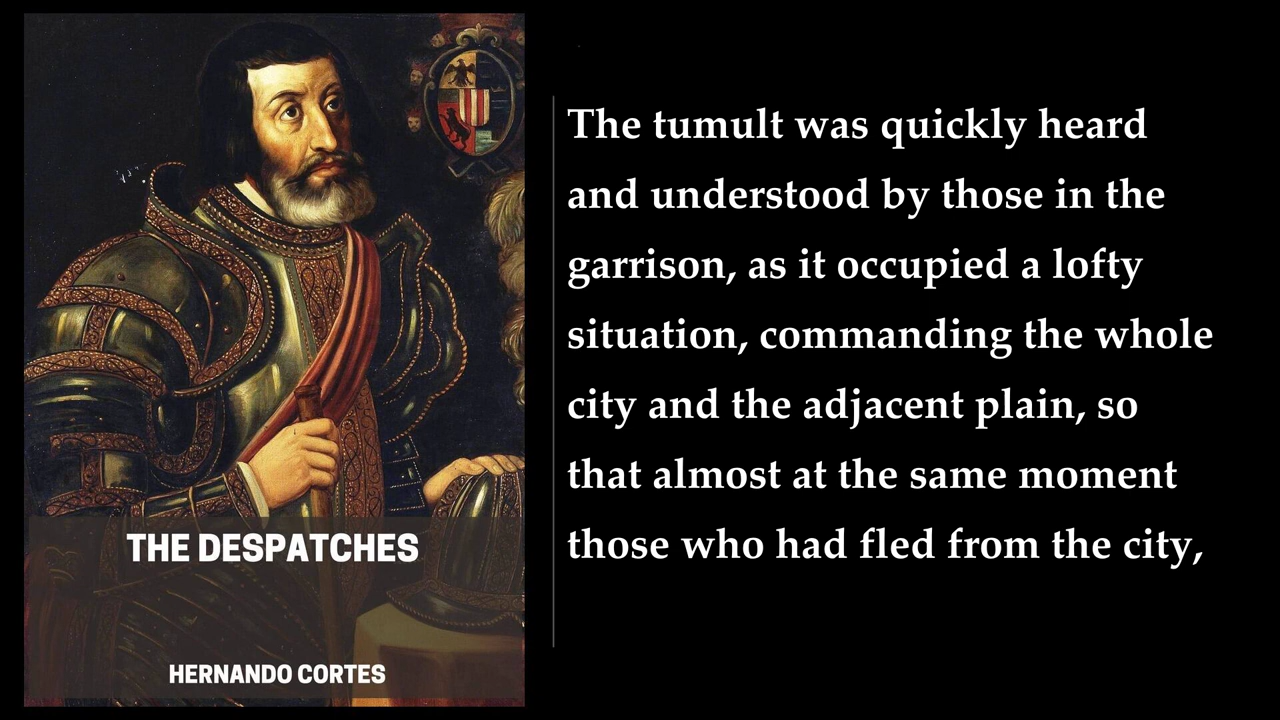 THE DESPATCHES
HERNANDO CORTES
The tumult was quickly heard
and understood by those in the
garrison, as it occupied a lofty
situation, commanding the whole
city and the adjacent plain, so
that almost at the same moment
those who had fled from the city,